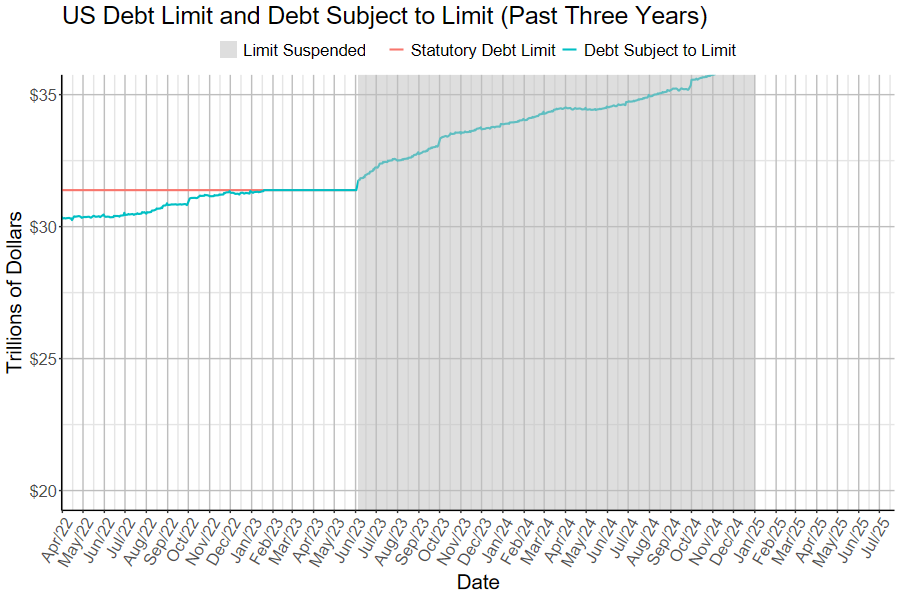 US Debt Limit and Debt Subject to Limit (Past Three Years)
Limit Suspended Statutory Debt Limit Debt Subject to Limit
Trillions of Dollars
$35
$30
$25
$20
Apr/22 May/22 Jun/22 Jul/22 Aug/22 Sep/22 Oct/22 Nov/22 Dec/22 Jan/23 Feb/23 Mar/23 Apr/23 May/23 Jun/23 Jul/23 Aug/23 Sep/23 Oct/23 Nov/23 Dec/23 Jan/24 Feb/24 Mar/24 Apr/24 May/24 Jun/24 Jul/24 Aug/24 Sep/24 Oct/24 Nov/24 Dec/24 Jan/25 Feb/25 Mar/25 Apr/25 May/25 Jun/25 Jul/25
Date